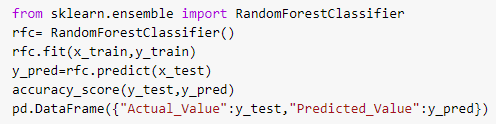 from sklearn.ensemble import RandomForestClassifier
rfc= RandomForestClassifier()
rfc.fit(x_train,y_train)
y_pred=rfc.predict(x_test)
accuracy_score(y_test,y_pred)
pd.DataFrame({"Actual_Value":y_test,"Predicted_Value":y_pred})